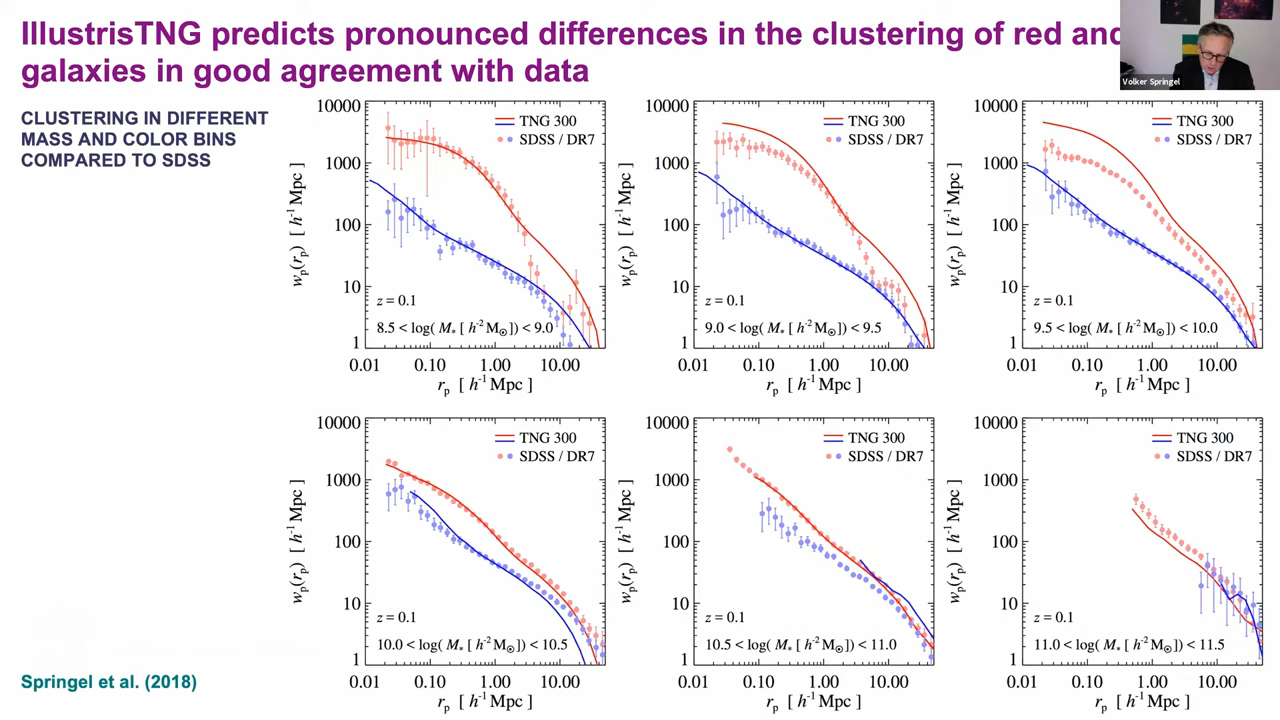 IllustrisTNG predicts pronounced differences in the clustering of red and
galaxies in good agreement with data
Volker Springel
CLUSTERING IN DIFFERENT
MASS AND COLOR BINS
COMPARED TO SDSS
10000
1000
100
10
1
wp(rp) [ h-1 Mpc ]
TNG 300
SDSS / DR7
z = 0.1
8.5 < log( M* [ h-2 M⊙ ]) < 9.0
0.01 0.10 1.00 10.00
rp [ h-1 Mpc ]
10000
1000
100
10
1
wp(rp) [ h-1 Mpc ]
TNG 300
SDSS / DR7
z = 0.1
9.0 < log( M* [ h-2 M⊙ ]) < 9.5
0.01 0.10 1.00 10.00
rp [ h-1 Mpc ]
10000
1000
100
10
1
wp(rp) [ h-1 Mpc ]
TNG 300
SDSS / DR7
z = 0.1
9.5 < log( M* [ h-2 M⊙ ]) < 10.0
0.01 0.10 1.00 10.00
rp [ h-1 Mpc ]
10000
1000
100
10
1
wp(rp) [ h-1 Mpc ]
TNG 300
SDSS / DR7
z = 0.1
10.0 < log( M* [ h-2 M⊙ ]) < 10.5
0.01 0.10 1.00 10.00
rp [ h-1 Mpc ]
10000
1000
100
10
1
wp(rp) [ h-1 Mpc ]
TNG 300
SDSS / DR7
z = 0.1
10.5 < log( M* [ h-2 M⊙ ]) < 11.0
0.01 0.10 1.00 10.00
rp [ h-1 Mpc ]
10000
1000
100
10
1
wp(rp) [ h-1 Mpc ]
TNG 300
SDSS / DR7
z = 0.1
11.0 < log( M* [ h-2 M⊙ ]) < 11.5
0.01 0.10 1.00 10.00
rp [ h-1 Mpc ]
Springel et al. (2018)